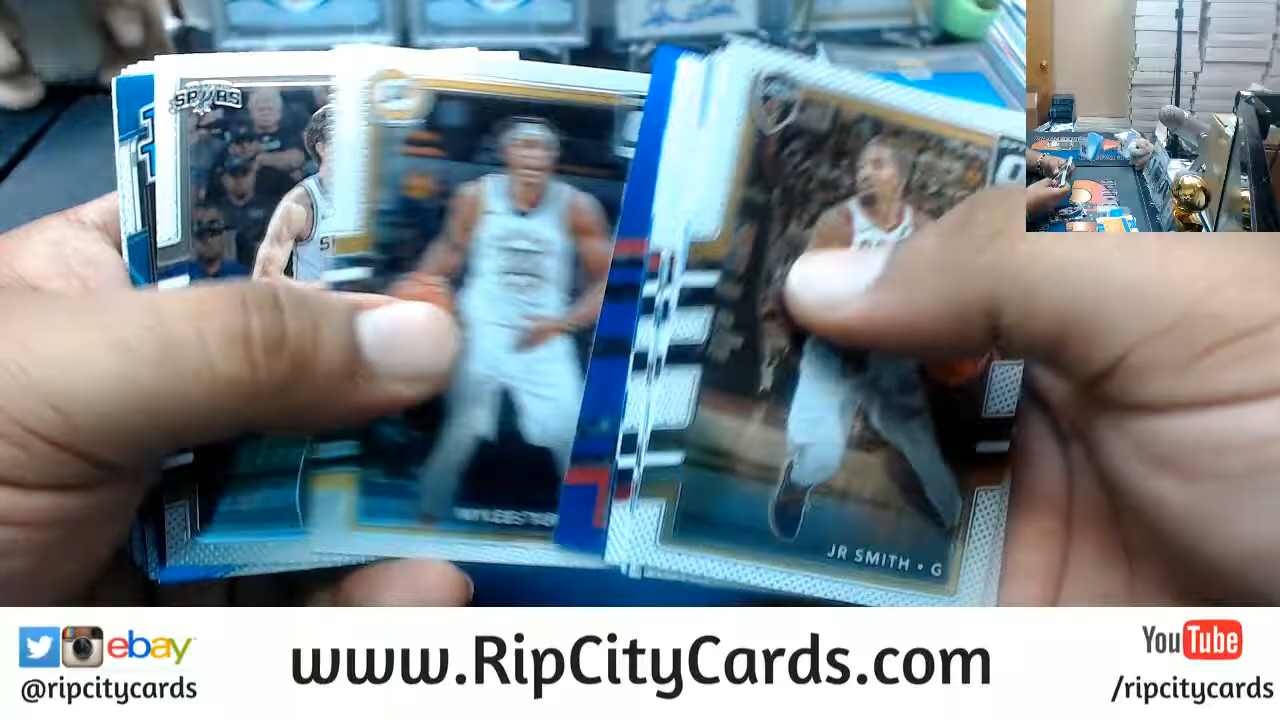 SPURS
JR SMITH • G
ebay
@ripcitycards
www.RipCityCards.com
YouTube
/ripcitycards